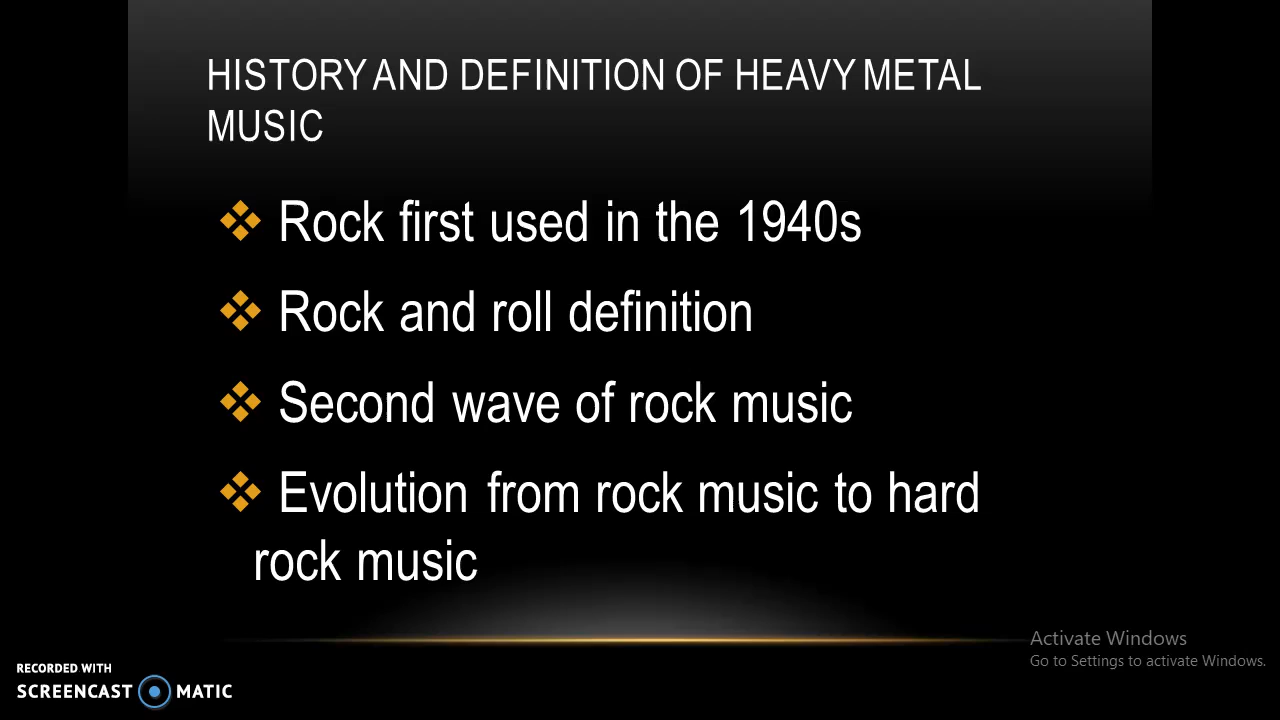 HISTORY AND DEFINITION OF HEAVY METAL
MUSIC
Rock first used in the 1940s
Rock and roll definition
Second wave of rock music
Evolution from rock music to hard
rock music
Activate Windows
Go to Settings to activate Windows.
RECORDED WITH
SCREENCAST MATIC